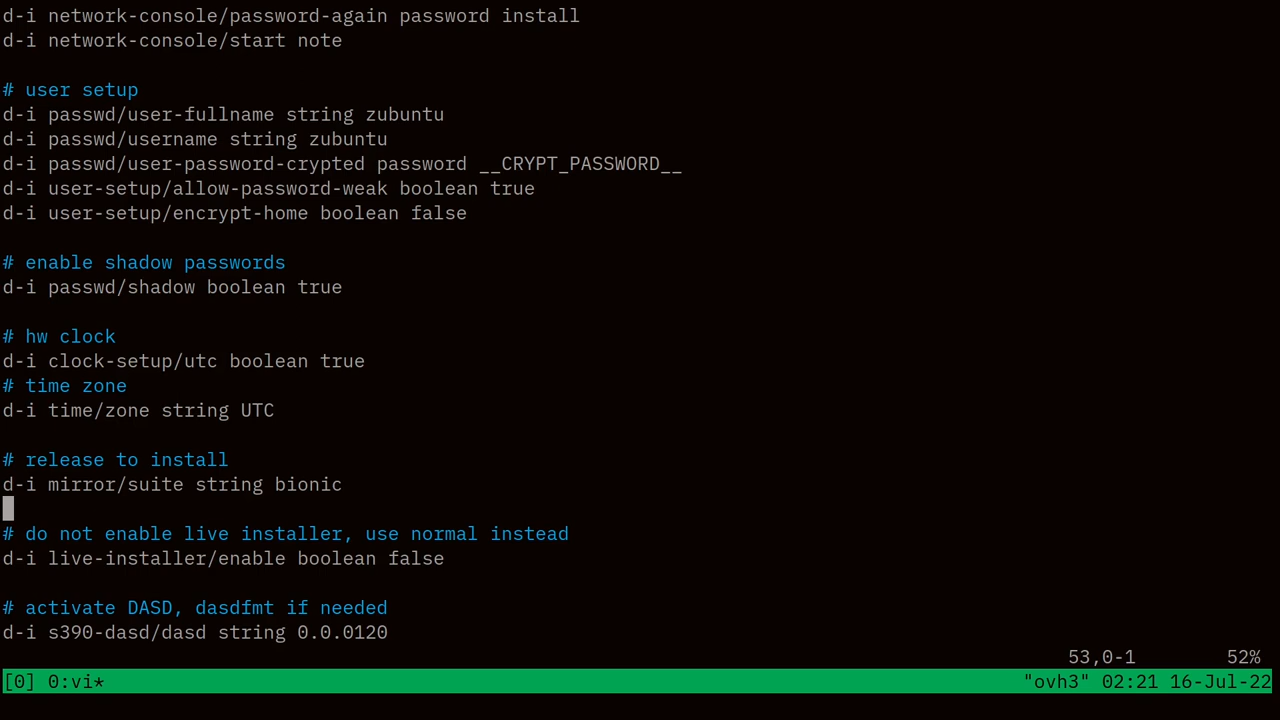 d-i network-console/password-again password install
d-i network-console/start note
# user setup
d-i passwd/user-fullname string zubuntu
d-i passwd/username string zubuntu
d-i passwd/user-password-crypted password __CRYPT_PASSWORD__
d-i user-setup/allow-password-weak boolean true
d-i user-setup/encrypt-home boolean false
# enable shadow passwords
d-i passwd/shadow boolean true
# hw clock
d-i clock-setup/utc boolean true
# time zone
d-i time/zone string UTC
# release to install
d-i mirror/suite string bionic
# do not enable live installer, use normal instead
d-i live-installer/enable boolean false
# activate DASD, dasdfmt if needed
d-i s390-dasd/dasd string 0.0.0120
53,0-1 52%
[0] 0:vi* "ovh3" 02:21 16-Jul-22